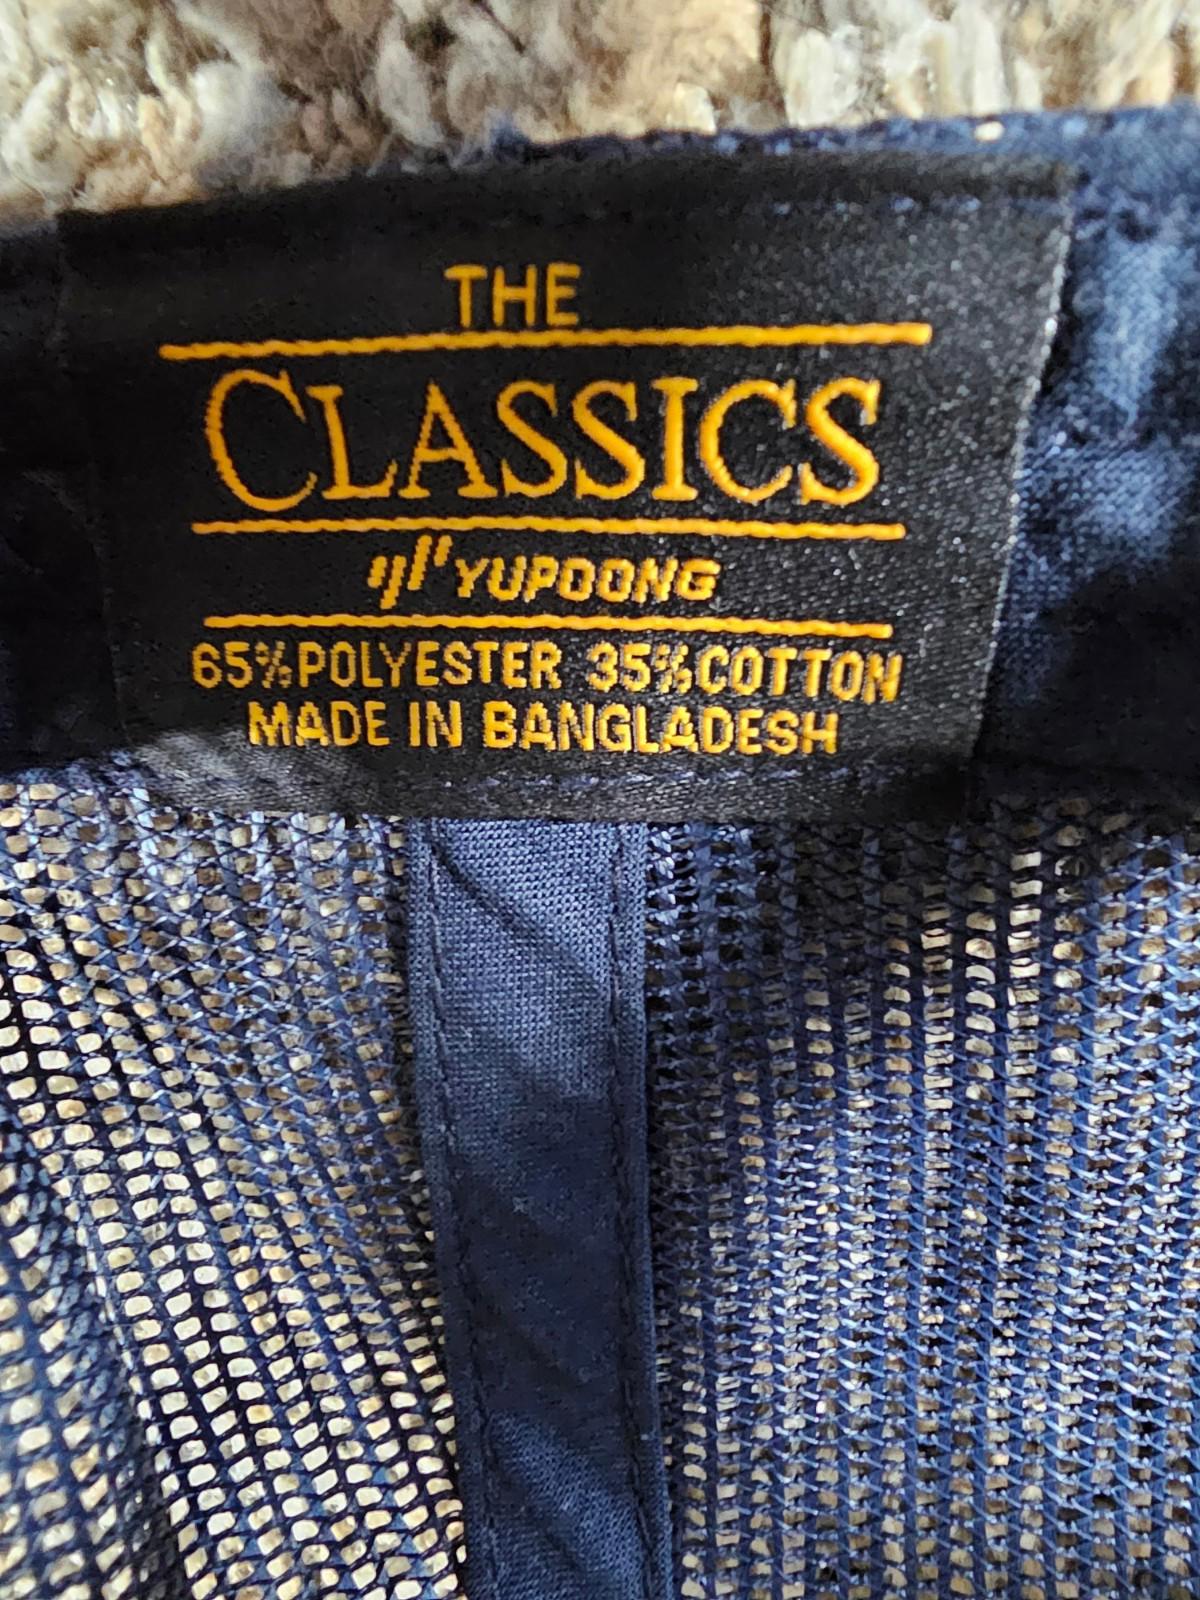 THE
CLASSICS
YUPOONG
65%POLYESTER 35%COTTON
MADE IN BANGLADESH